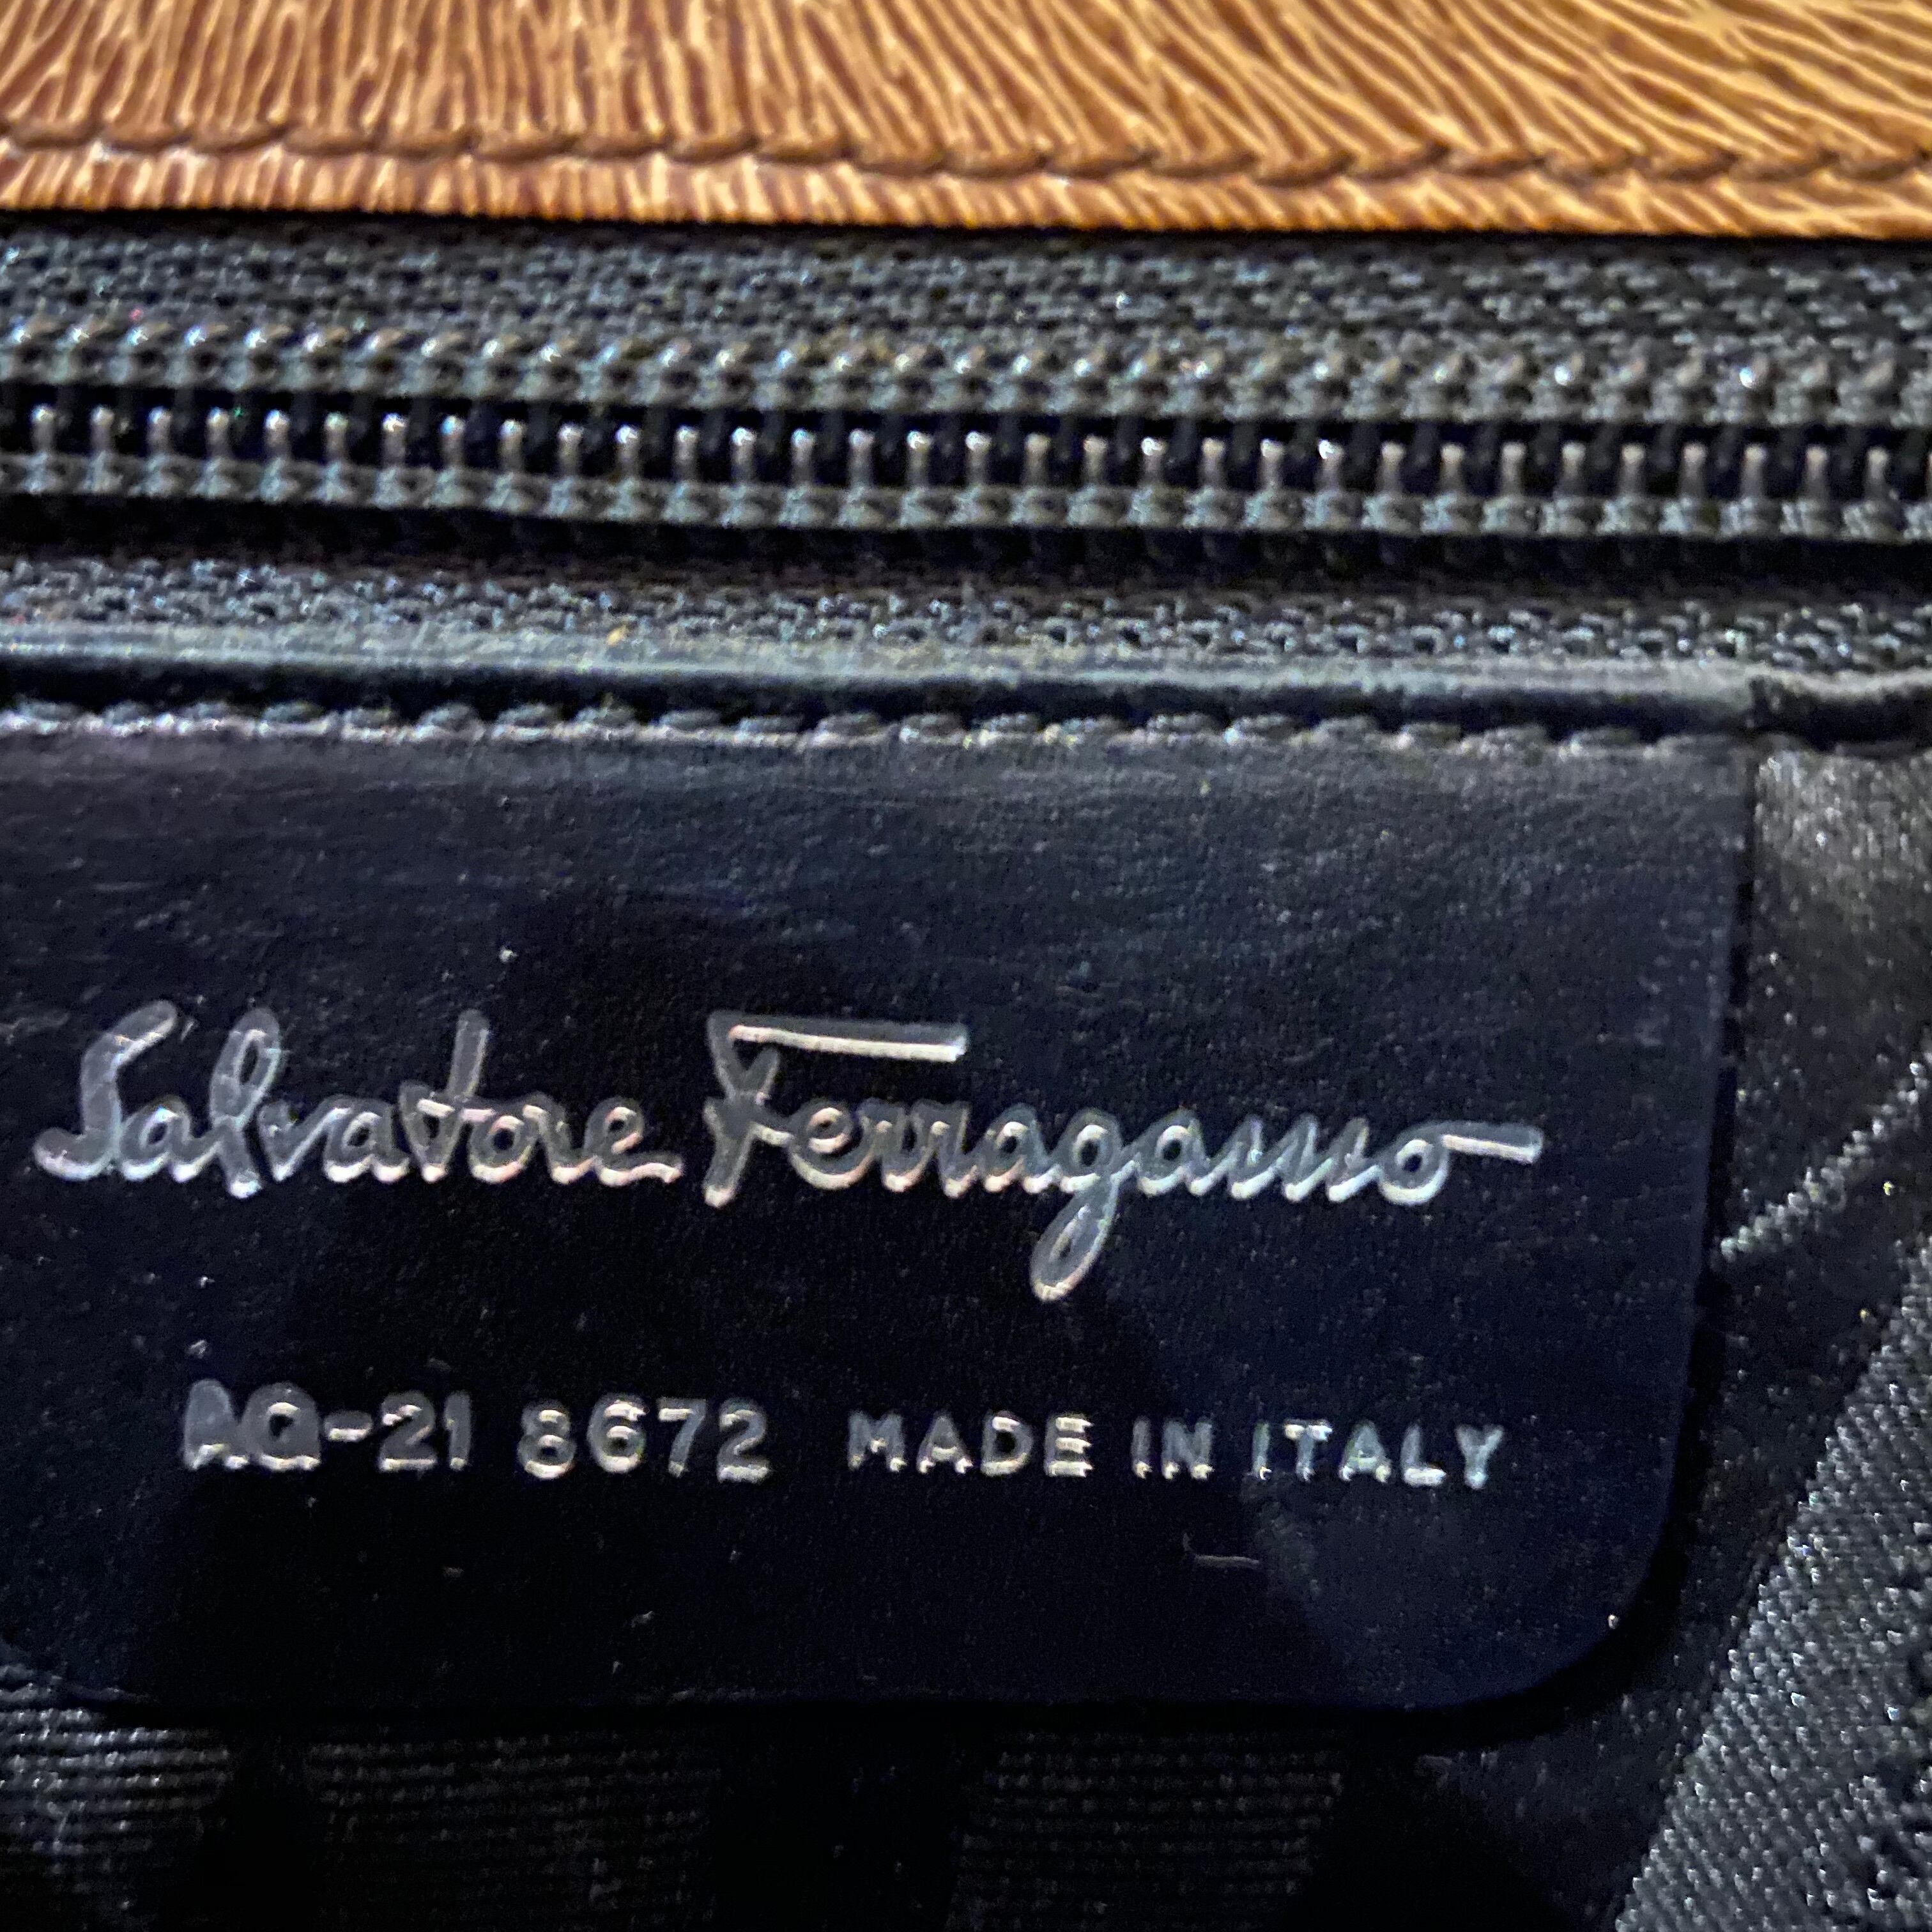 Salvatore Ferragamo
AQ-21 8672 MADE IN ITALY